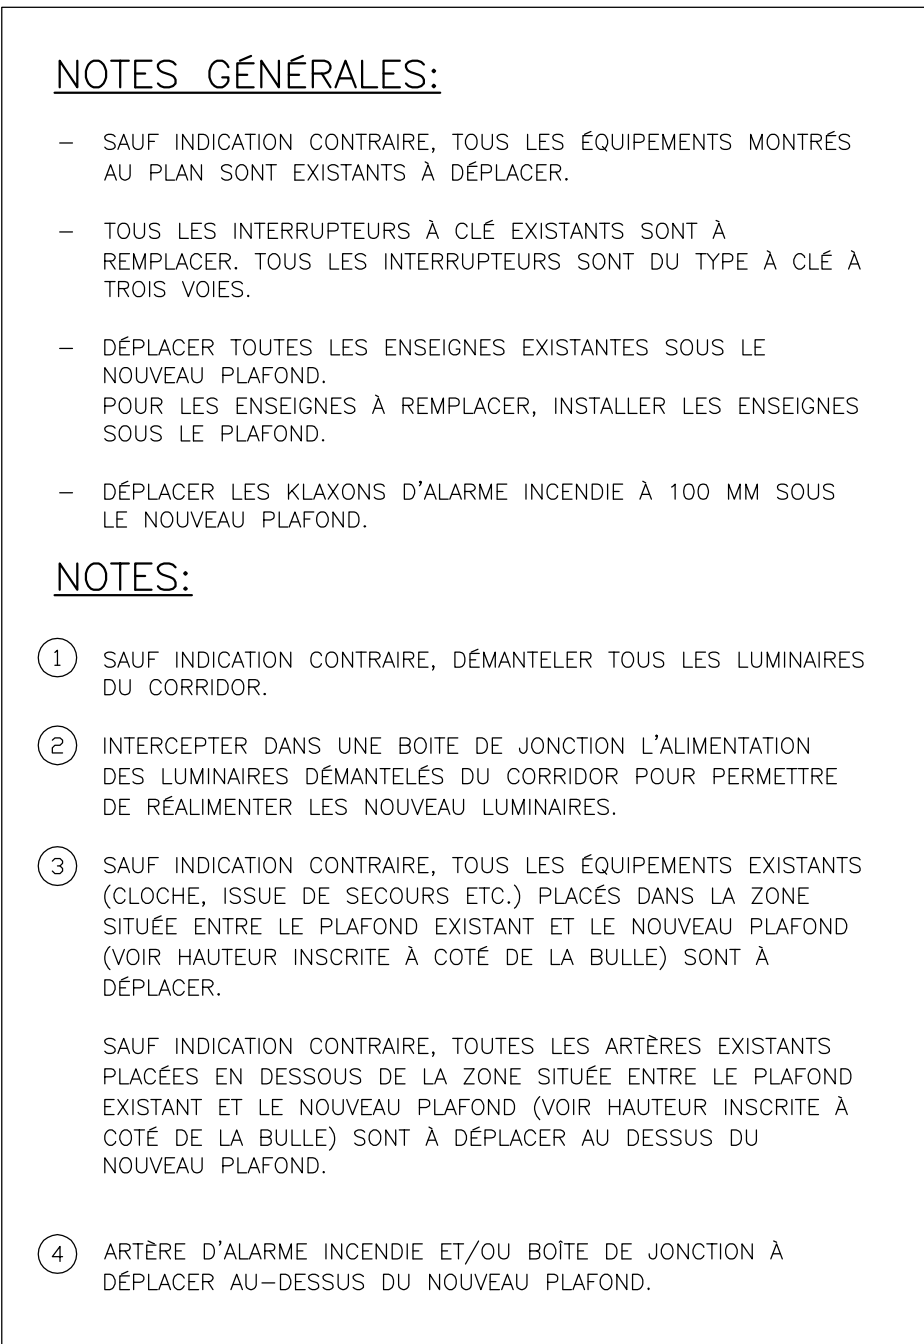 NOTES GÉNÉRALES:
– SAUF INDICATION CONTRAIRE, TOUS LES ÉQUIPEMENTS MONTRÉS
AU PLAN SONT EXISTANTS À DÉPLACER.
– TOUS LES INTERRUPTEURS À CLÉ EXISTANTS SONT À
REMPLACER. TOUS LES INTERRUPTEURS SONT DU TYPE À CLÉ À
TROIS VOIES.
– DÉPLACER TOUTES LES ENSEIGNES EXISTANTES SOUS LE
NOUVEAU PLAFOND.
POUR LES ENSEIGNES À REMPLACER, INSTALLER LES ENSEIGNES
SOUS LE PLAFOND.
– DÉPLACER LES KLAXONS D'ALARME INCENDIE À 100 MM SOUS
LE NOUVEAU PLAFOND.
NOTES:
1 SAUF INDICATION CONTRAIRE, DÉMANTELER TOUS LES LUMINAIRES
DU CORRIDOR.
2 INTERCEPTER DANS UNE BOITE DE JONCTION L'ALIMENTATION
DES LUMINAIRES DÉMANTELÉS DU CORRIDOR POUR PERMETTRE
DE RÉALIMENTER LES NOUVEAU LUMINAIRES.
3 SAUF INDICATION CONTRAIRE, TOUS LES ÉQUIPEMENTS EXISTANTS
(CLOCHE, ISSUE DE SECOURS ETC.) PLACÉS DANS LA ZONE
SITUÉE ENTRE LE PLAFOND EXISTANT ET LE NOUVEAU PLAFOND
(VOIR HAUTEUR INSCRITE À COTÉ DE LA BULLE) SONT À
DÉPLACER.
SAUF INDICATION CONTRAIRE, TOUTES LES ARTÈRES EXISTANTS
PLACÉES EN DESSOUS DE LA ZONE SITUÉE ENTRE LE PLAFOND
EXISTANT ET LE NOUVEAU PLAFOND (VOIR HAUTEUR INSCRITE À
COTÉ DE LA BULLE) SONT À DÉPLACER AU DESSUS DU
NOUVEAU PLAFOND.
4 ARTÈRE D'ALARME INCENDIE ET/OU BOÎTE DE JONCTION À
DÉPLACER AU–DESSUS DU NOUVEAU PLAFOND.